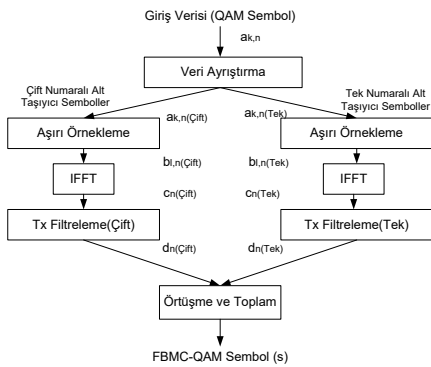 Giriş Verisi (QAM Sembol)
ak,n
Veri Ayrıştırma
Çift Numaralı Alt
Taşıyıcı Semboller
Tek Numaralı Alt
Taşıyıcı Semboller
ak,n(Çift)
ak,n(Tek)
Aşırı Örnekleme
Aşırı Örnekleme
bl,n(Çift)
bl,n(Tek)
IFFT
IFFT
cn(Çift)
cn(Tek)
Tx Filtreleme(Çift)
Tx Filtreleme(Tek)
dn(Çift)
dn(Tek)
Örtüşme ve Toplam
FBMC-QAM Sembol (s)